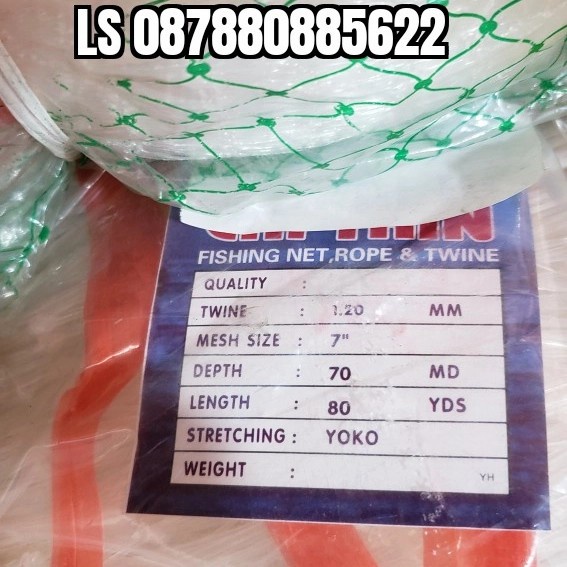 LS 087880885622
FISHING NET,ROPE & TWINE
QUALITY :
TWINE : 1.20 MM
MESH SIZE : 7"
DEPTH : 70 MD
LENGTH : 80 YDS
STRETCHING : YOKO
WEIGHT :
YH